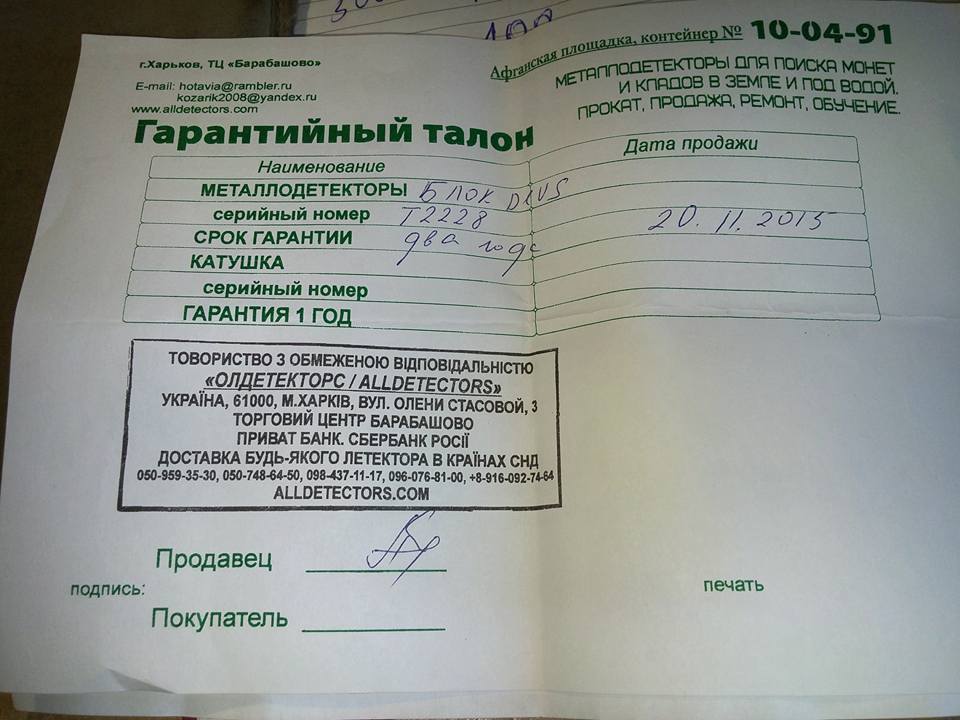 г.Харьков, ТЦ «Барабашово»
E-mail: hotavia@rambler.ru
kozarik2008@yandex.ru
www.alldetectors.com
Афганская площадка, контейнер № 10-04-91
МЕТАЛЛОДЕТЕКТОРЫ ДЛЯ ПОИСКА МОНЕТ
И КЛАДОВ В ЗЕМЛЕ И ПОД ВОДОЙ.
ПРОКАТ, ПРОДАЖА, РЕМОНТ, ОБУЧЕНИЕ.
Гарантийный талон
Наименование Дата продажи
МЕТАЛЛОДЕТЕКТОРЫ БЛОК
серийный номер T2228 20.11.2015
СРОК ГАРАНТИИ два года
КАТУШКА
серийный номер
ГАРАНТИЯ 1 ГОД
ТОВОРИСТВО З ОБМЕЖЕНОЮ ВІДПОВІДАЛЬНІСТЮ
«ОЛДЕТЕКТОРС / ALLDETECTORS»
УКРАЇНА, 61000, М.ХАРКІВ, ВУЛ. ОЛЕНИ СТАСОВОЙ, 3
ТОРГОВИЙ ЦЕНТР БАРАБАШОВО
ПРИВАТ БАНК. СБЕРБАНК РОСІЇ
ДОСТАВКА БУДЬ-ЯКОГО ЛЕТЕКТОРА В КРАЇНАХ СНД
050-959-35-30, 050-748-64-50, 098-437-11-17, 096-076-81-00, +8-916-092-74-64
ALLDETECTORS.COM
Продавец
подпись:
печать
Покупатель